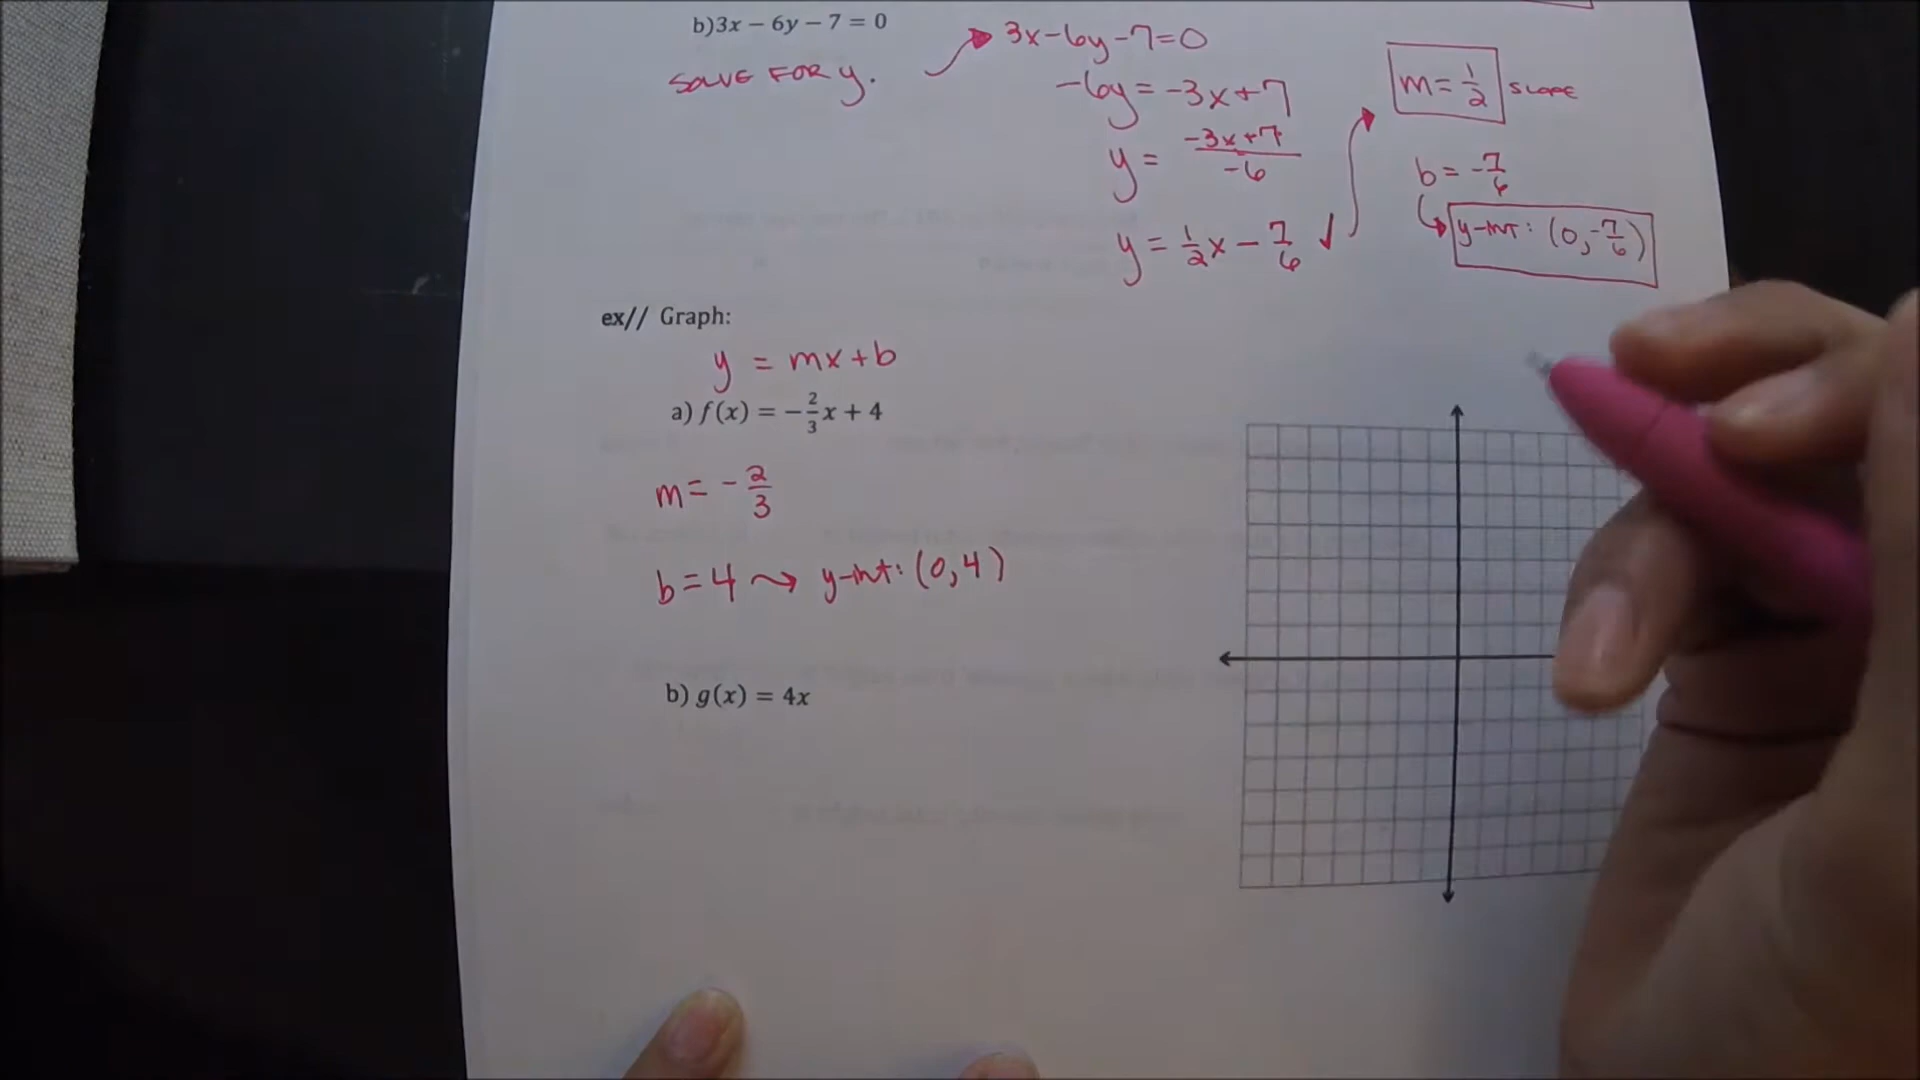 b)3x − 6y − 7 = 0
SOLVE FOR y.
3x-6y-7=0
-6y = -3x+7
y = -3x+7/-6
y = 1/2x - 7/6 ✓
m= 1/2 SLOPE
b= -7/6
y-INT: (0,-7/6)
ex// Graph:
y = mx+b
a) f(x) = −2/3x + 4
m= -2/3
b=4 ⤳ y-INT: (0,4)
b) g(x) = 4x